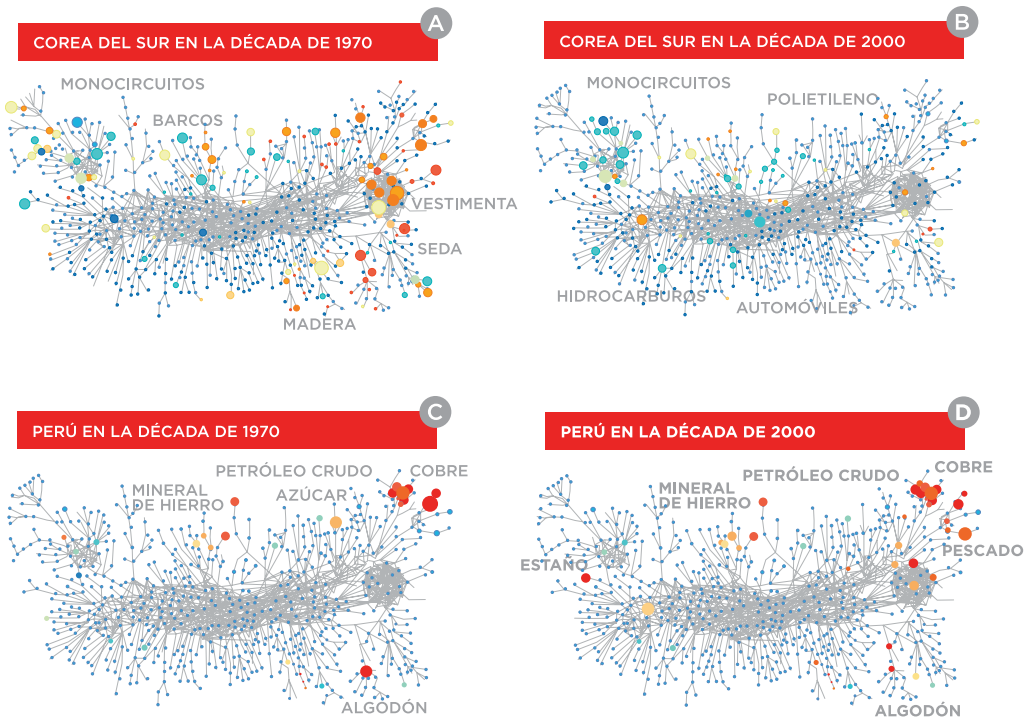 A
COREA DEL SUR EN LA DÉCADA DE 1970
MONOCIRCUITOS
BARCOS
VESTIMENTA
SEDA
MADERA
B
COREA DEL SUR EN LA DÉCADA DE 2000
MONOCIRCUITOS
POLIETILENO
HIDROCARBUROS
AUTOMÓVILES
C
PERÚ EN LA DÉCADA DE 1970
PETRÓLEO CRUDO
COBRE
MINERAL
DE HIERRO
AZÚCAR
ALGODÓN
D
PERÚ EN LA DÉCADA DE 2000
COBRE
PETRÓLEO CRUDO
MINERAL
DE HIERRO
PESCADO
ESTAÑO
ALGODÓN